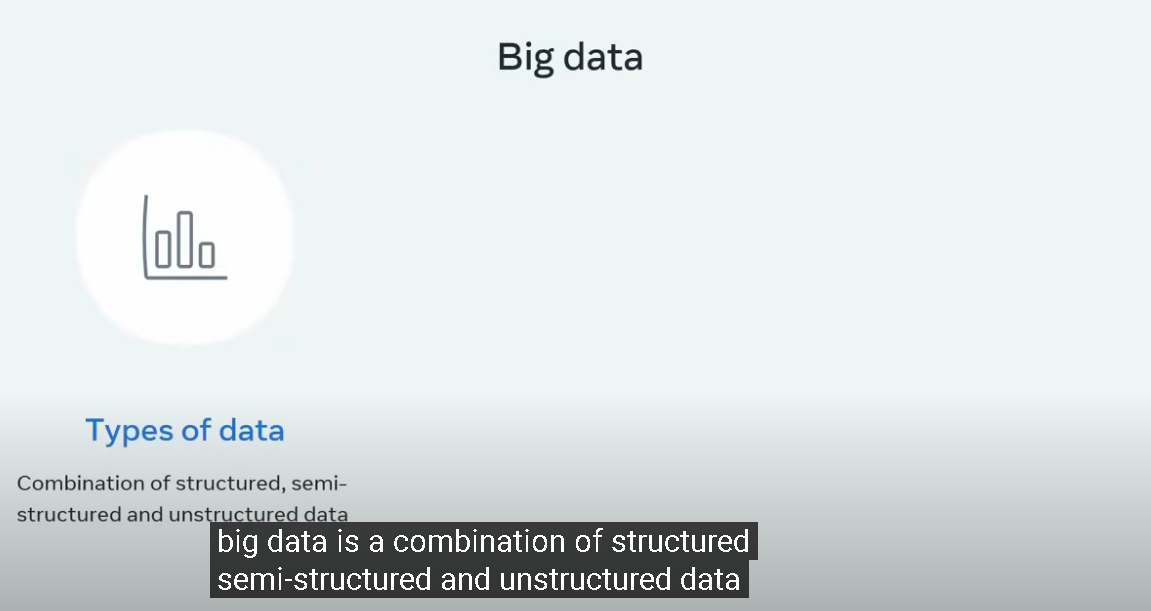 Big data
Types of data
Combination of structured, semi-
structured and unstructured data
big data is a combination of structured
semi-structured and unstructured data